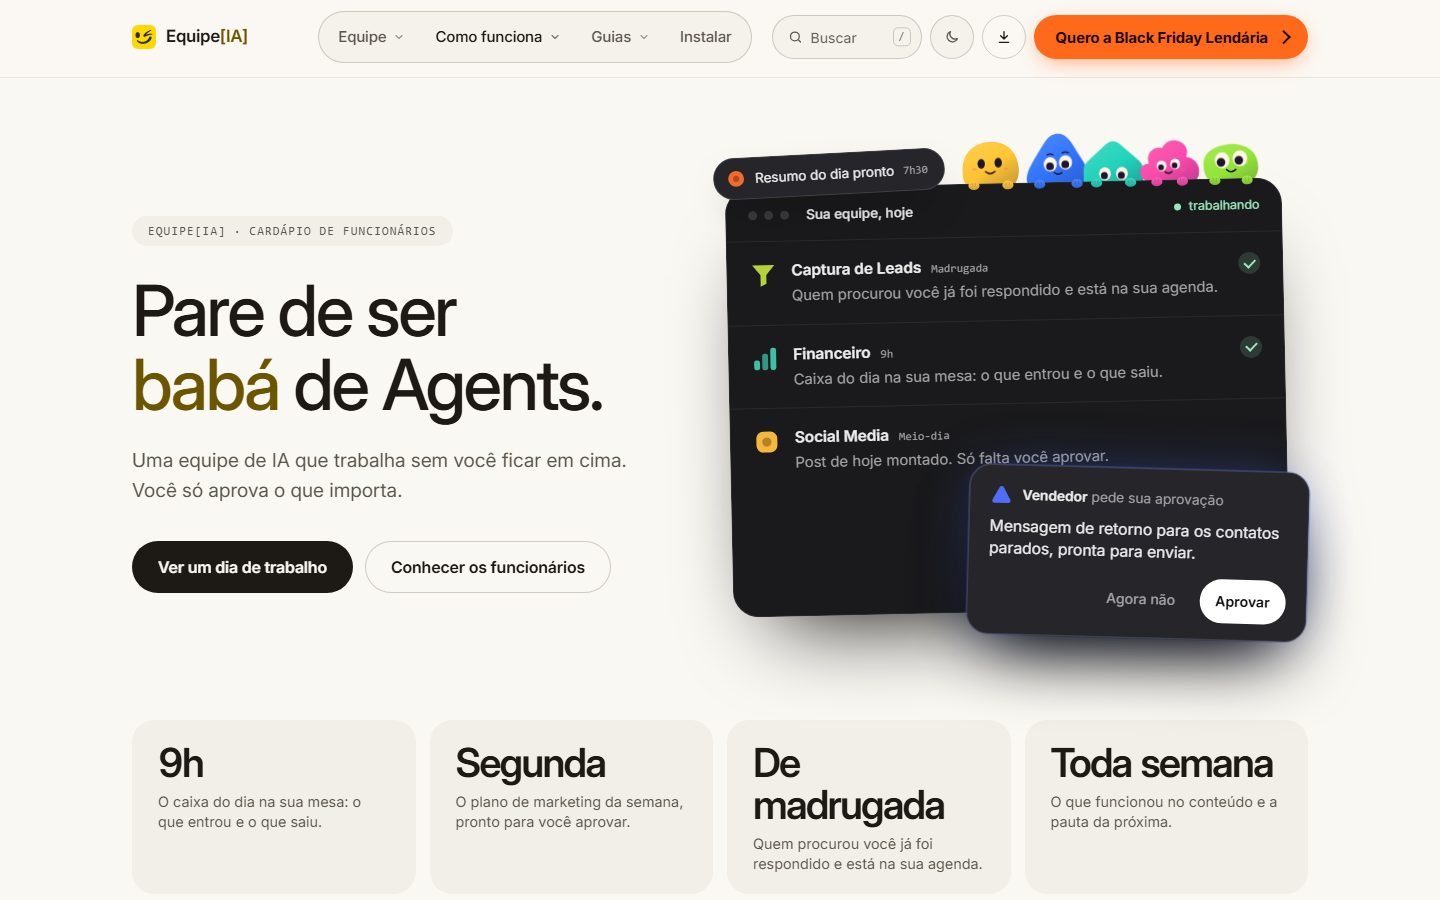 Equipe[IA]
Equipe
Como funciona
Guias
Instalar
Buscar
/
Quero a Black Friday Lendária
EQUIPE[IA] · CARDÁPIO DE FUNCIONÁRIOS
Pare de ser
babá de Agents.
Uma equipe de IA que trabalha sem você ficar em cima.
Você só aprova o que importa.
Ver um dia de trabalho
Conhecer os funcionários
Resumo do dia pronto 7h30
Sua equipe, hoje
trabalhando
Captura de Leads Madrugada
Quem procurou você já foi respondido e está na sua agenda.
Financeiro 9h
Caixa do dia na sua mesa: o que entrou e o que saiu.
Social Media Meio-dia
Post de hoje montado. Só falta você aprovar.
Vendedor pede sua aprovação
Mensagem de retorno para os contatos
parados, pronta para enviar.
Agora não
Aprovar
9h
O caixa do dia na sua mesa: o
que entrou e o que saiu.
Segunda
O plano de marketing da semana,
pronto para você aprovar.
De
madrugada
Quem procurou você já foi
respondido e está na sua agenda.
Toda semana
O que funcionou no conteúdo e a
pauta da próxima.